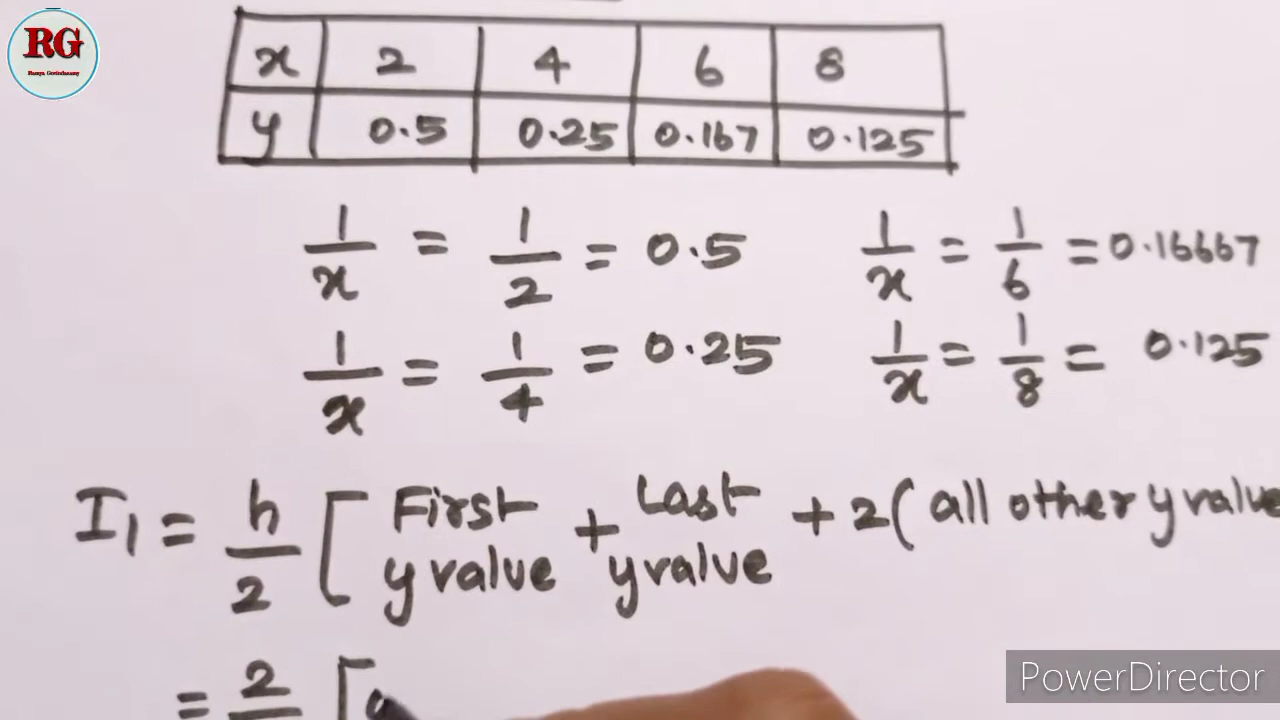 RG
Ramya Govindasamy
x 2 4 6 8
y 0.5 0.25 0.167 0.125
1/x = 1/2 = 0.5 1/x = 1/6 = 0.16667
1/x = 1/4 = 0.25 1/x = 1/8 = 0.125
I1 = h/2 [ First y value + Last y value + 2( all other y value
= 2 [
PowerDirector